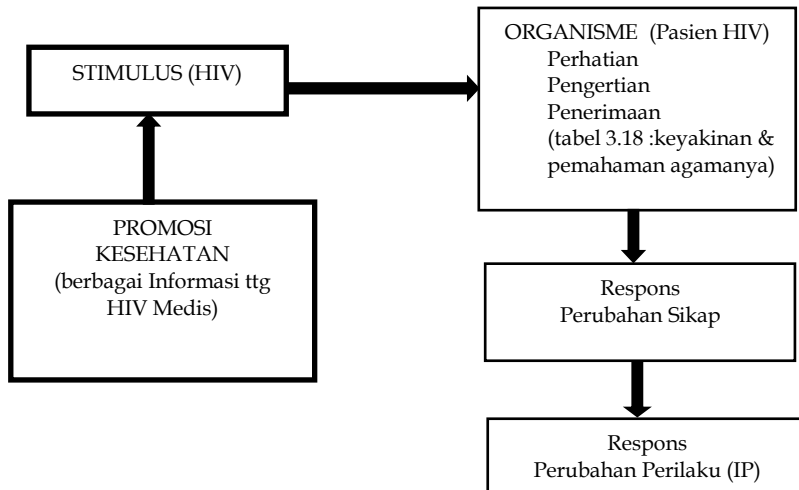 STIMULUS (HIV)
ORGANISME (Pasien HIV)
Perhatian
Pengertian
Penerimaan
(tabel 3.18 :keyakinan &
pemahaman agamanya)
PROMOSI
KESEHATAN
(berbagai Informasi ttg
HIV Medis)
Respons
Perubahan Sikap
Respons
Perubahan Perilaku (IP)